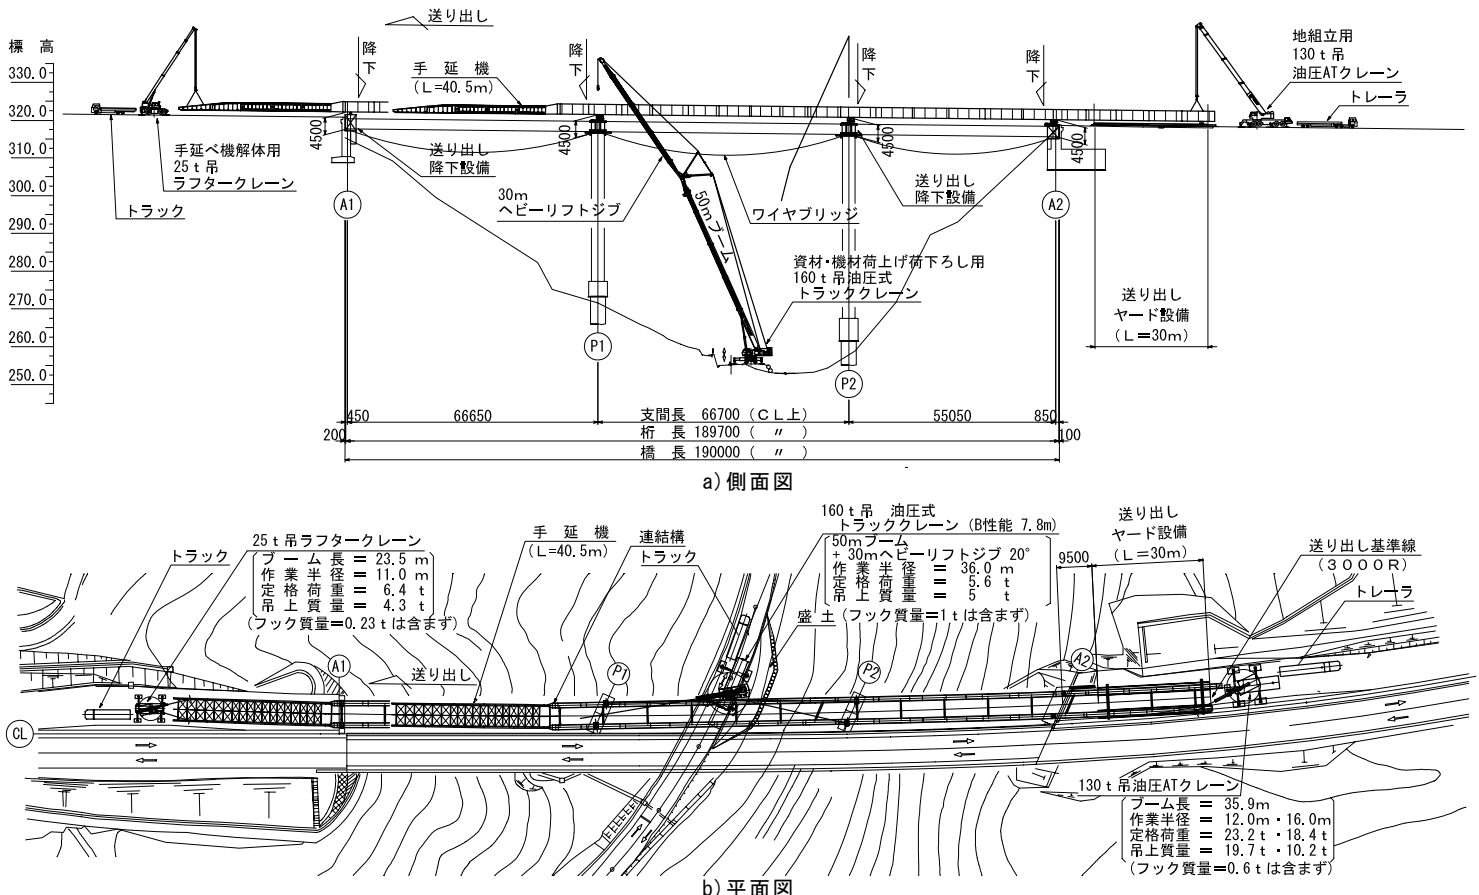 送り出し
標 高
330.0
320.0
310.0
300.0
290.0
280.0
270.0
260.0
250.0
降下
手 延 機
(L=40.5m)
降下
降下
降下
地組立用
130t吊
油圧ATクレーン
トレーラ
4500
4500
4500
4500
手延べ機解体用
25t吊
ラフタークレーン
トラック
送り出し
降下設備
30m
ヘビーリフトジブ
50mブーム
ワイヤブリッジ
送り出し
降下設備
資材・機材荷上げ荷下ろし用
160t吊油圧式
トラッククレーン
送り出し
ヤード設備
(L=30m)
A1
P1
P2
A2
450
66650
支間長 66700(CL上)
55050
850
200
桁 長 189700( 〃 )
100
橋 長 190000( 〃 )
a)側面図
トラック
25t吊ラフタークレーン
ブーム長 = 23.5 m
作業半径 = 11.0 m
定格荷重 = 6.4 t
吊上質量 = 4.3 t
(フック質量=0.23tは含まず)
手 延 機
(L=40.5m)
連結構
トラック
160t吊 油圧式
トラッククレーン(B性能 7.8m)
50mブーム
+ 30mヘビーリフトジブ 20°
作業半径 = 36.0 m
定格荷重 = 5.6 t
吊上質量 = 5 t
(フック質量=1tは含まず)
盛土
送り出し
ヤード設備
(L=30m)
9500
送り出し基準線
(3000R)
トレーラ
A1
送り出し
P1
P2
A2
CL
130t吊油圧ATクレーン
ブーム長 = 35.9m
作業半径 = 12.0m・16.0m
定格荷重 = 23.2t・18.4t
吊上質量 = 19.7t・10.2t
(フック質量=0.6tは含まず)
b)平面図